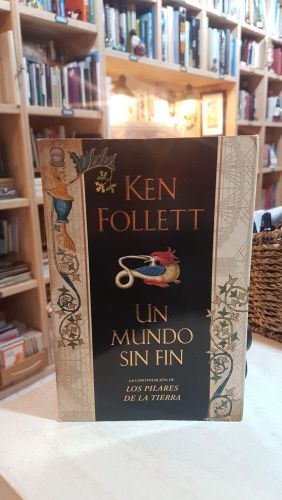 KEN
FOLLETT
UN
MUNDO
SIN FIN
LA CONTINUACIÓN DE
LOS PILARES
DE LA TIERRA